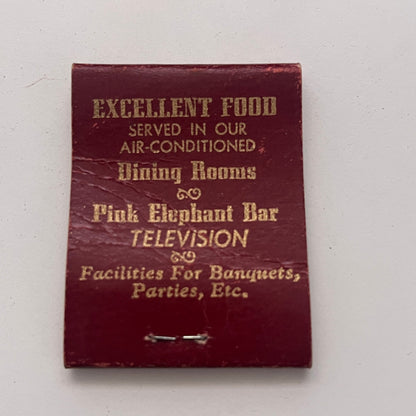 EXCELLENT FOOD
SERVED IN OUR
AIR-CONDITIONED
Dining Rooms
Pink Elephant Bar
TELEViSION
Facilities For Banquets,
Parties, Etc.